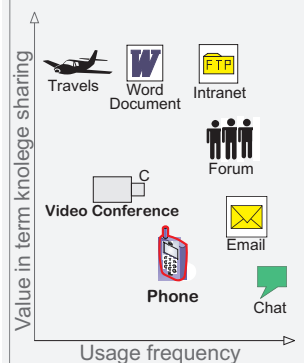 Value in term knolege sharing
Travels
Word
Document
W
FTP
Intranet
Forum
C
Video Conference
Email
Phone
Chat
Usage frequency